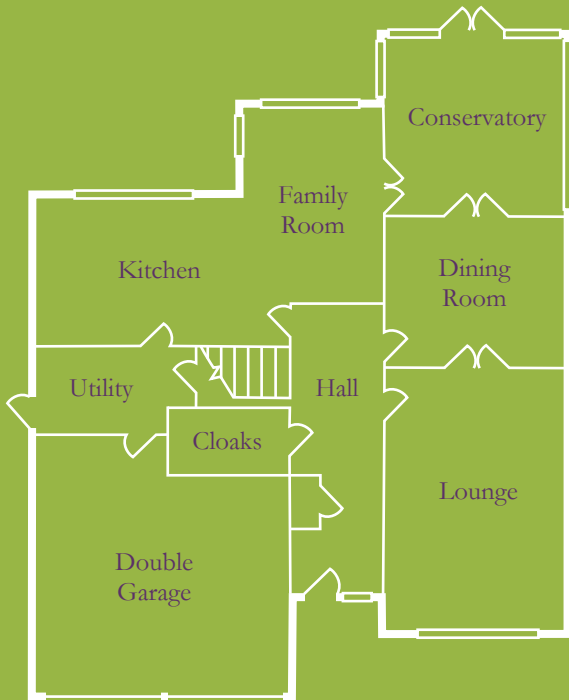 Conservatory
Family
Room
Kitchen
Dining
Room
Utility
Hall
Cloaks
Lounge
Double
Garage